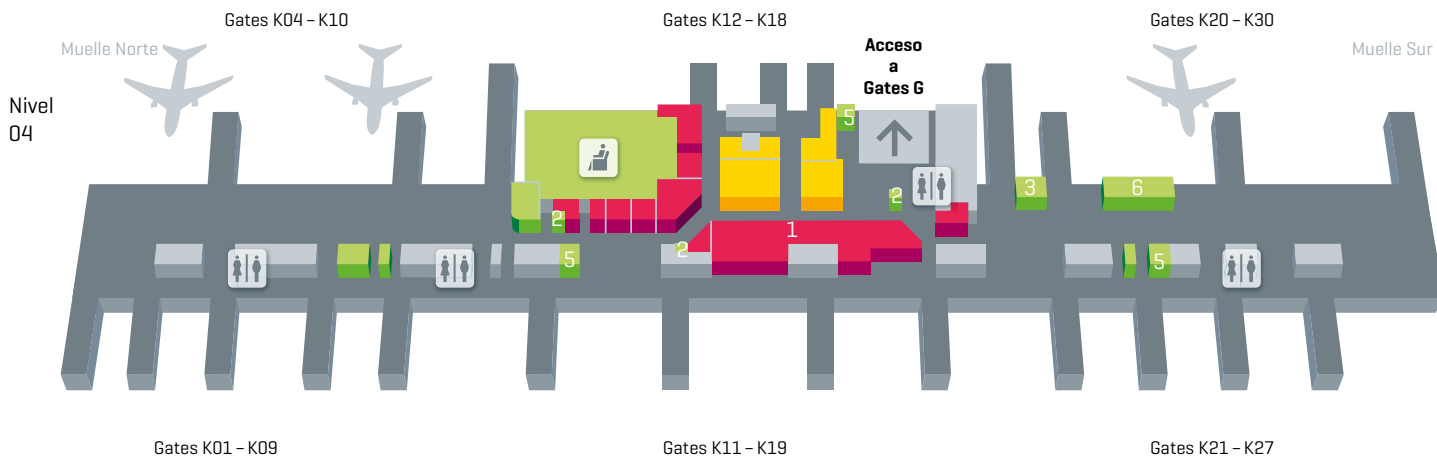 Gates K04 – K10
Gates K12 – K18
Gates K20 – K30
Muelle Norte
Acceso
a
Gates G
Muelle Sur
Nivel
04
5
2
3
6
2
1
2
5
5
Gates K01 – K09
Gates K11 – K19
Gates K21 – K27